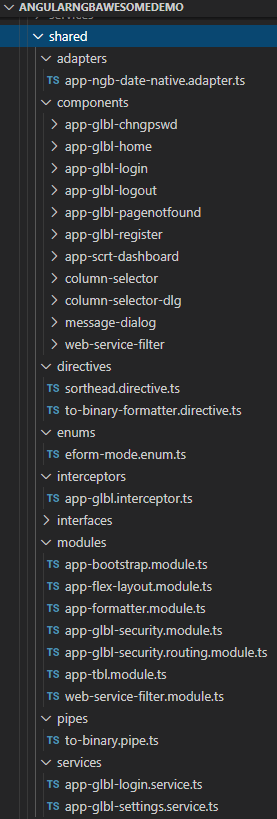 ANGULARNGBAWESOMEDEMO
services
shared
adapters
TS app-ngb-date-native.adapter.ts
components
app-glbl-chngpswd
app-glbl-home
app-glbl-login
app-glbl-logout
app-glbl-pagenotfound
app-glbl-register
app-scrt-dashboard
column-selector
column-selector-dlg
message-dialog
web-service-filter
directives
TS sorthead.directive.ts
TS to-binary-formatter.directive.ts
enums
TS eform-mode.enum.ts
interceptors
TS app-glbl.interceptor.ts
interfaces
modules
TS app-bootstrap.module.ts
TS app-flex-layout.module.ts
TS app-formatter.module.ts
TS app-glbl-security.module.ts
TS app-glbl-security.routing.module.ts
TS app-tbl.module.ts
TS web-service-filter.module.ts
pipes
TS to-binary.pipe.ts
services
TS app-glbl-login.service.ts
TS app-glbl-settings.service.ts